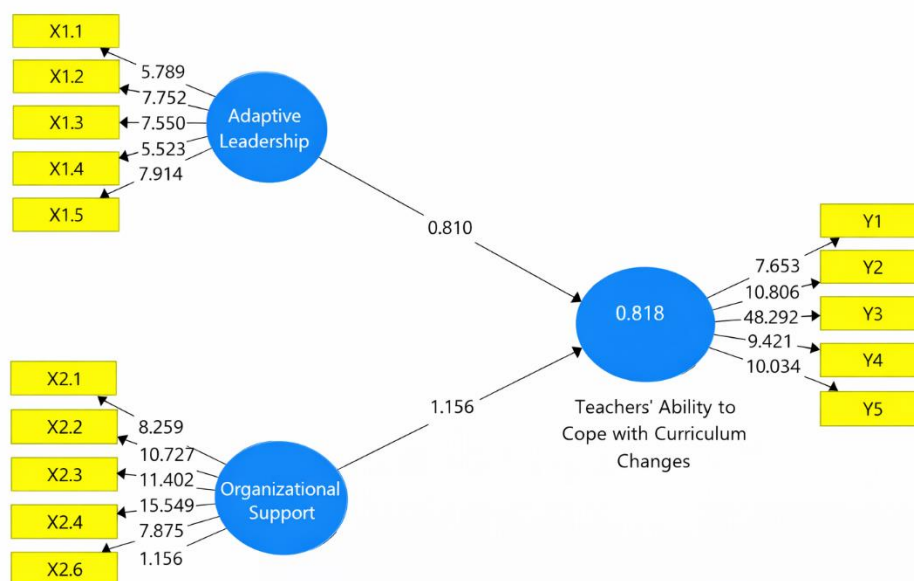 X1.1
X1.2
X1.3
X1.4
X1.5
5.789
7.752
7.550
5.523
7.914
Adaptive
Leadership
0.810
X2.1
X2.2
X2.3
X2.4
X2.6
8.259
10.727
11.402
15.549
7.875
1.156
Organizational
Support
1.156
0.818
Teachers' Ability to
Cope with Curriculum
Changes
7.653
10.806
48.292
9.421
10.034
Y1
Y2
Y3
Y4
Y5